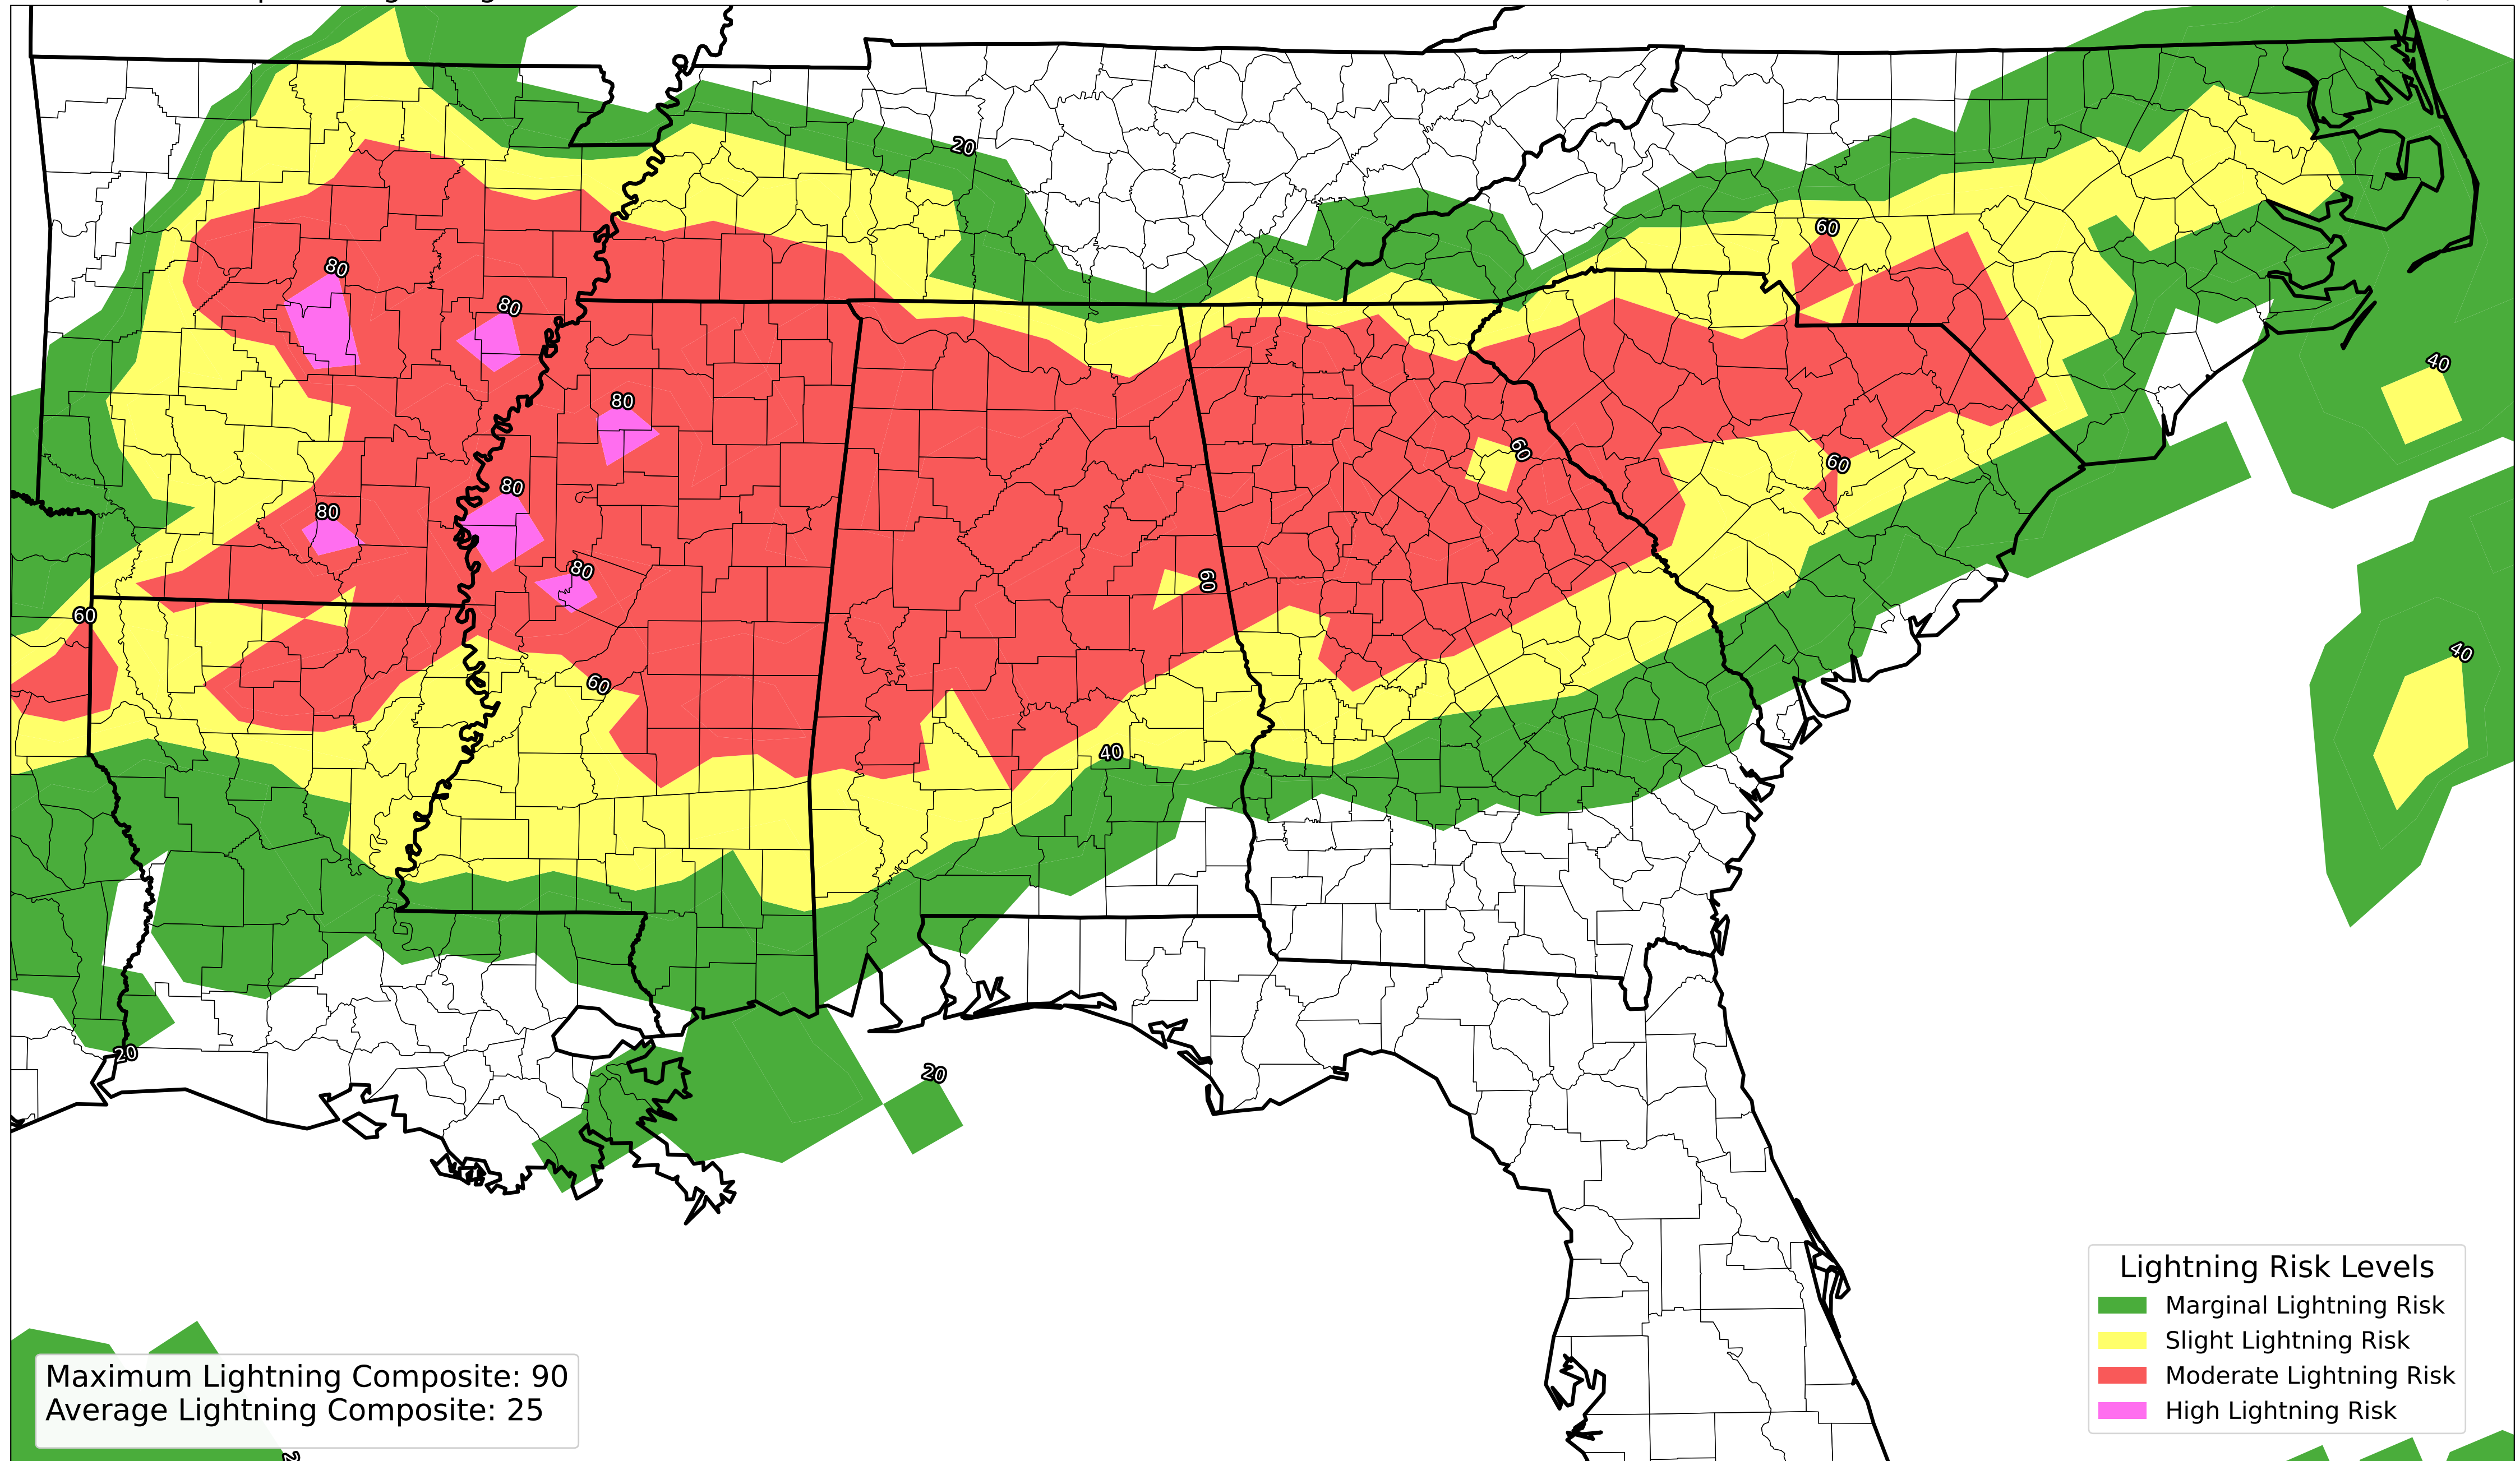 20
60
80
80
40
80
60
60
80
80
80
60
60
40
60
40
20
20
Lightning Risk Levels
Marginal Lightning Risk
Slight Lightning Risk
Moderate Lightning Risk
High Lightning Risk
Maximum Lightning Composite: 90
Average Lightning Composite: 25